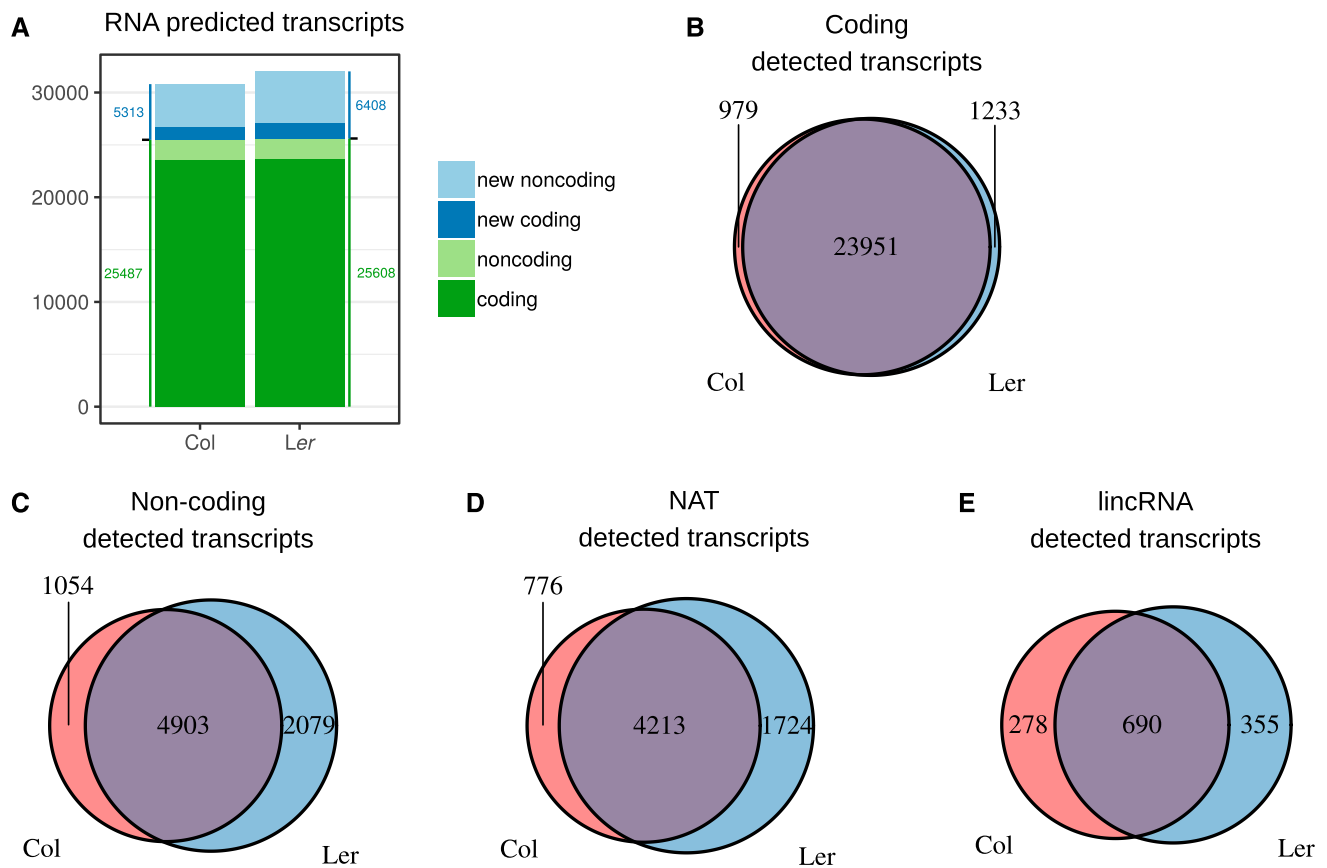 A
RNA predicted transcripts
30000
20000
10000
0
5313
25487
6408
25608
Col
Ler
new noncoding
new coding
noncoding
coding
B
Coding
detected transcripts
979
1233
23951
Col
Ler
C
Non-coding
detected transcripts
1054
4903
2079
Col
Ler
D
NAT
detected transcripts
776
4213
1724
Col
Ler
E
lincRNA
detected transcripts
278
690
355
Col
Ler